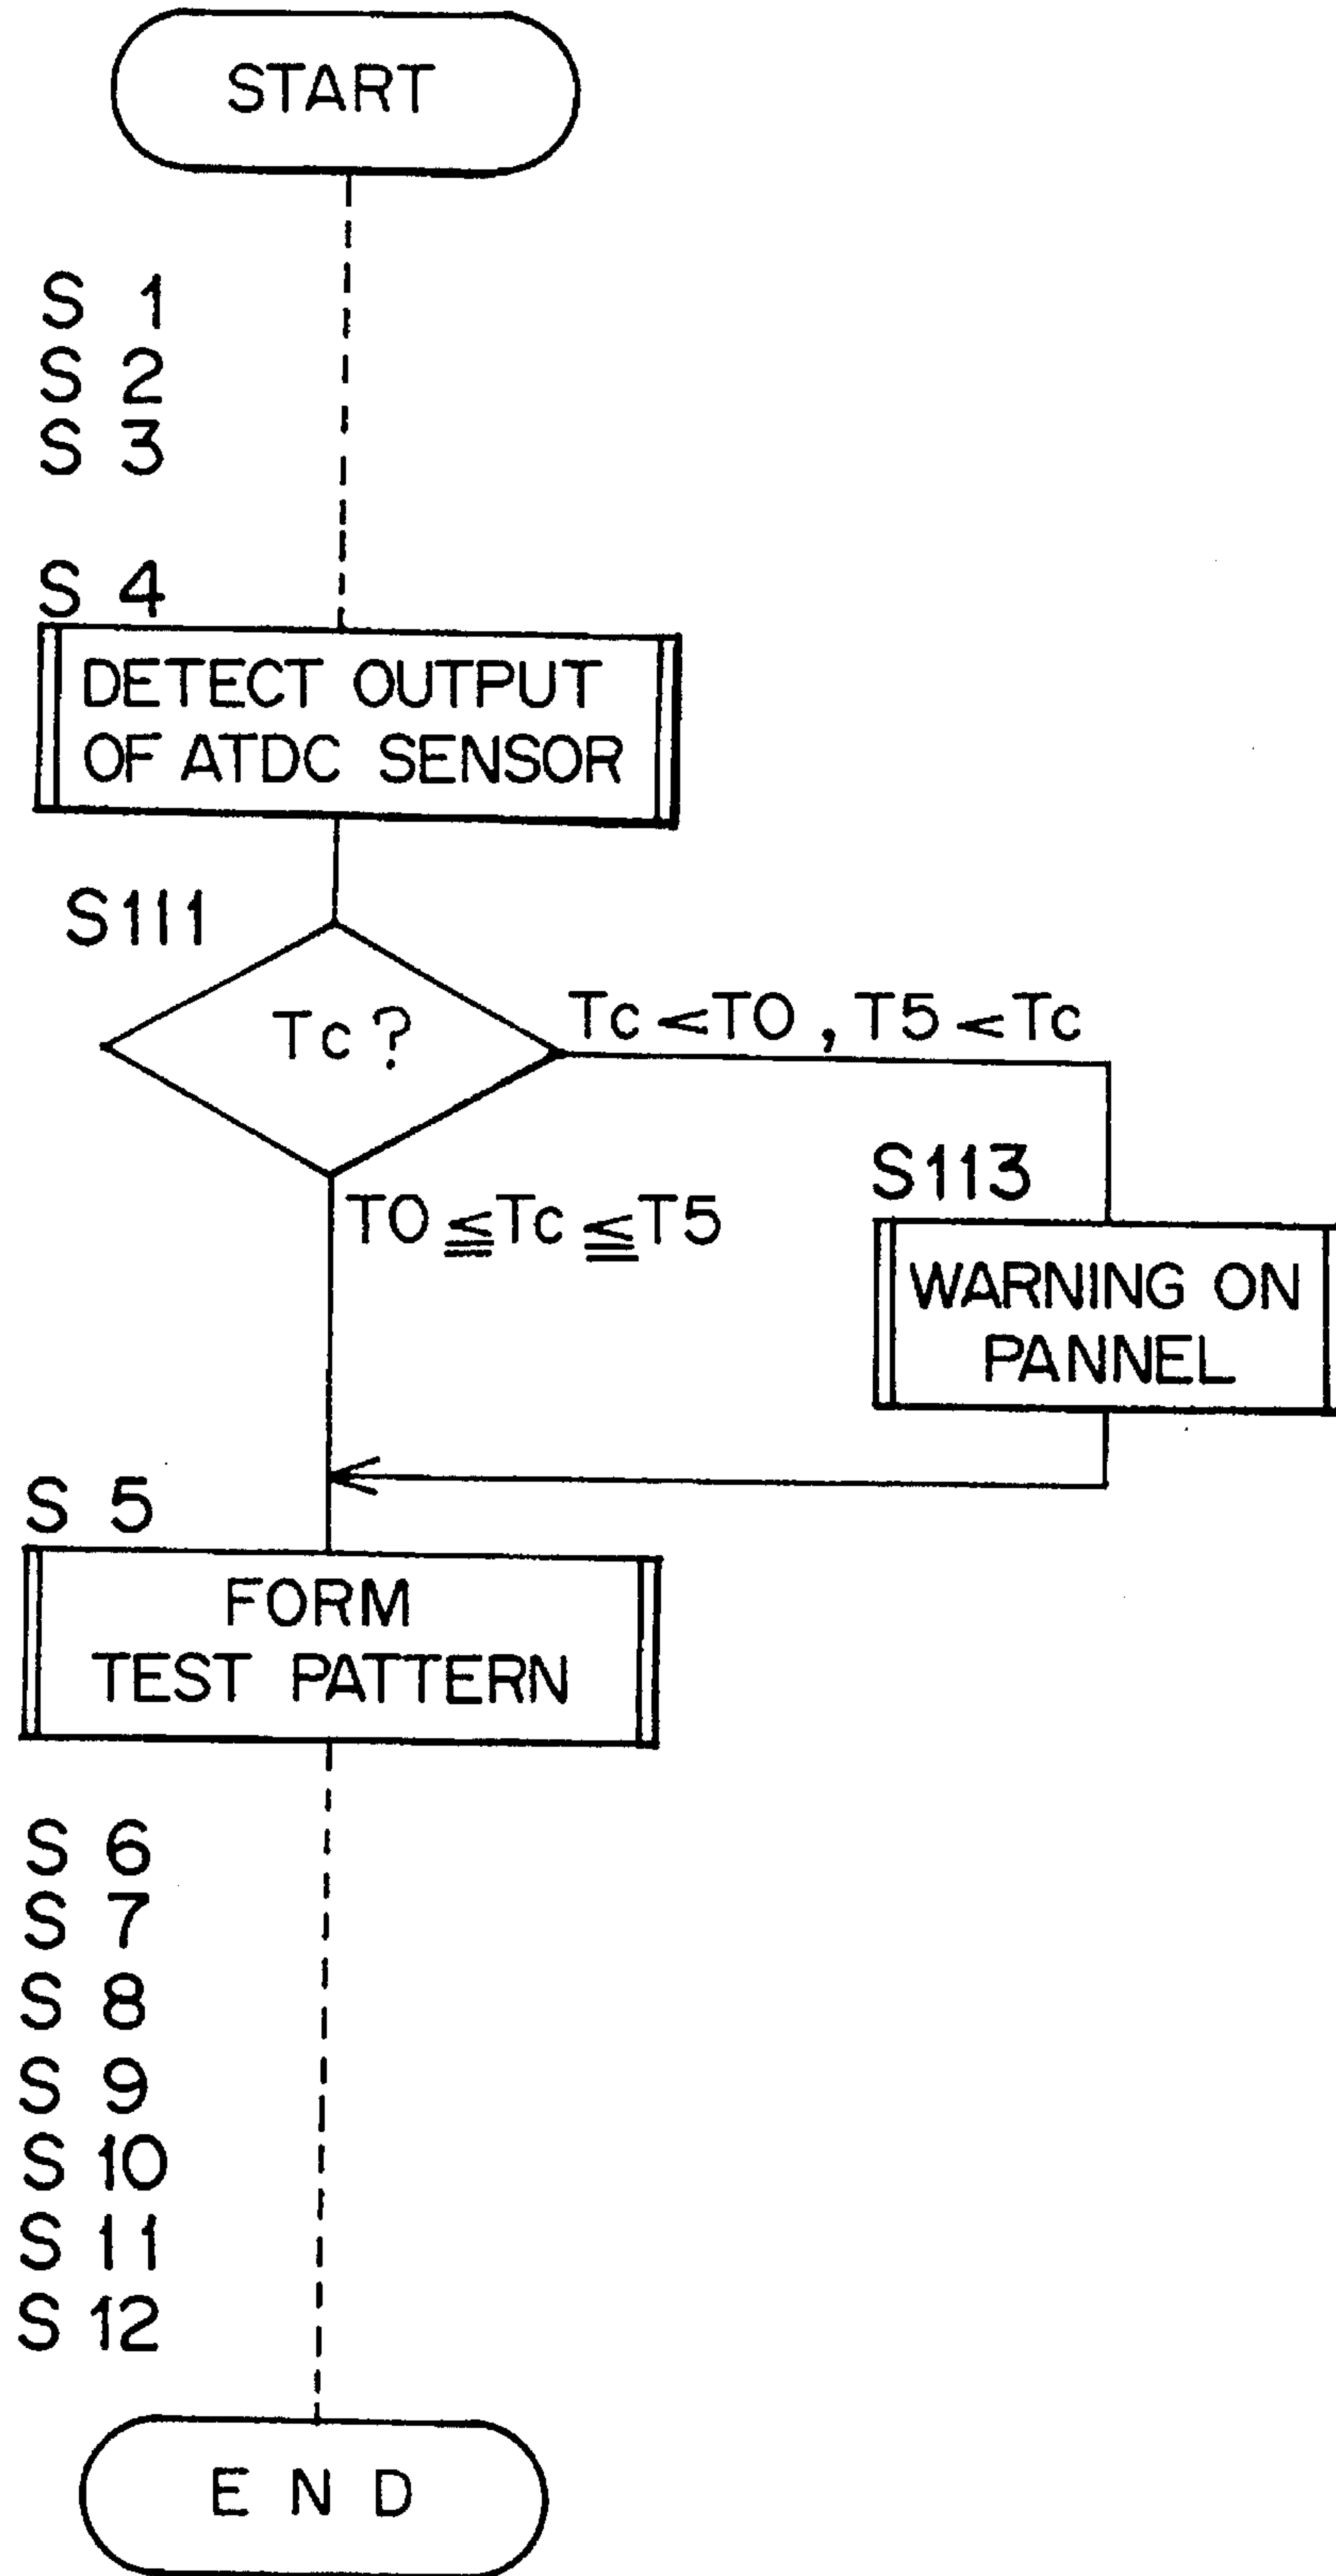 START
S 1
S 2
S 3
S 4
DETECT OUTPUT
OF ATDC SENSOR
S111
Tc?
Tc<T0, T5<Tc
T0≦Tc≦T5
S113
WARNING ON
PANNEL
S 5
FORM
TEST PATTERN
S 6
S 7
S 8
S 9
S 10
S 11
S 12
END